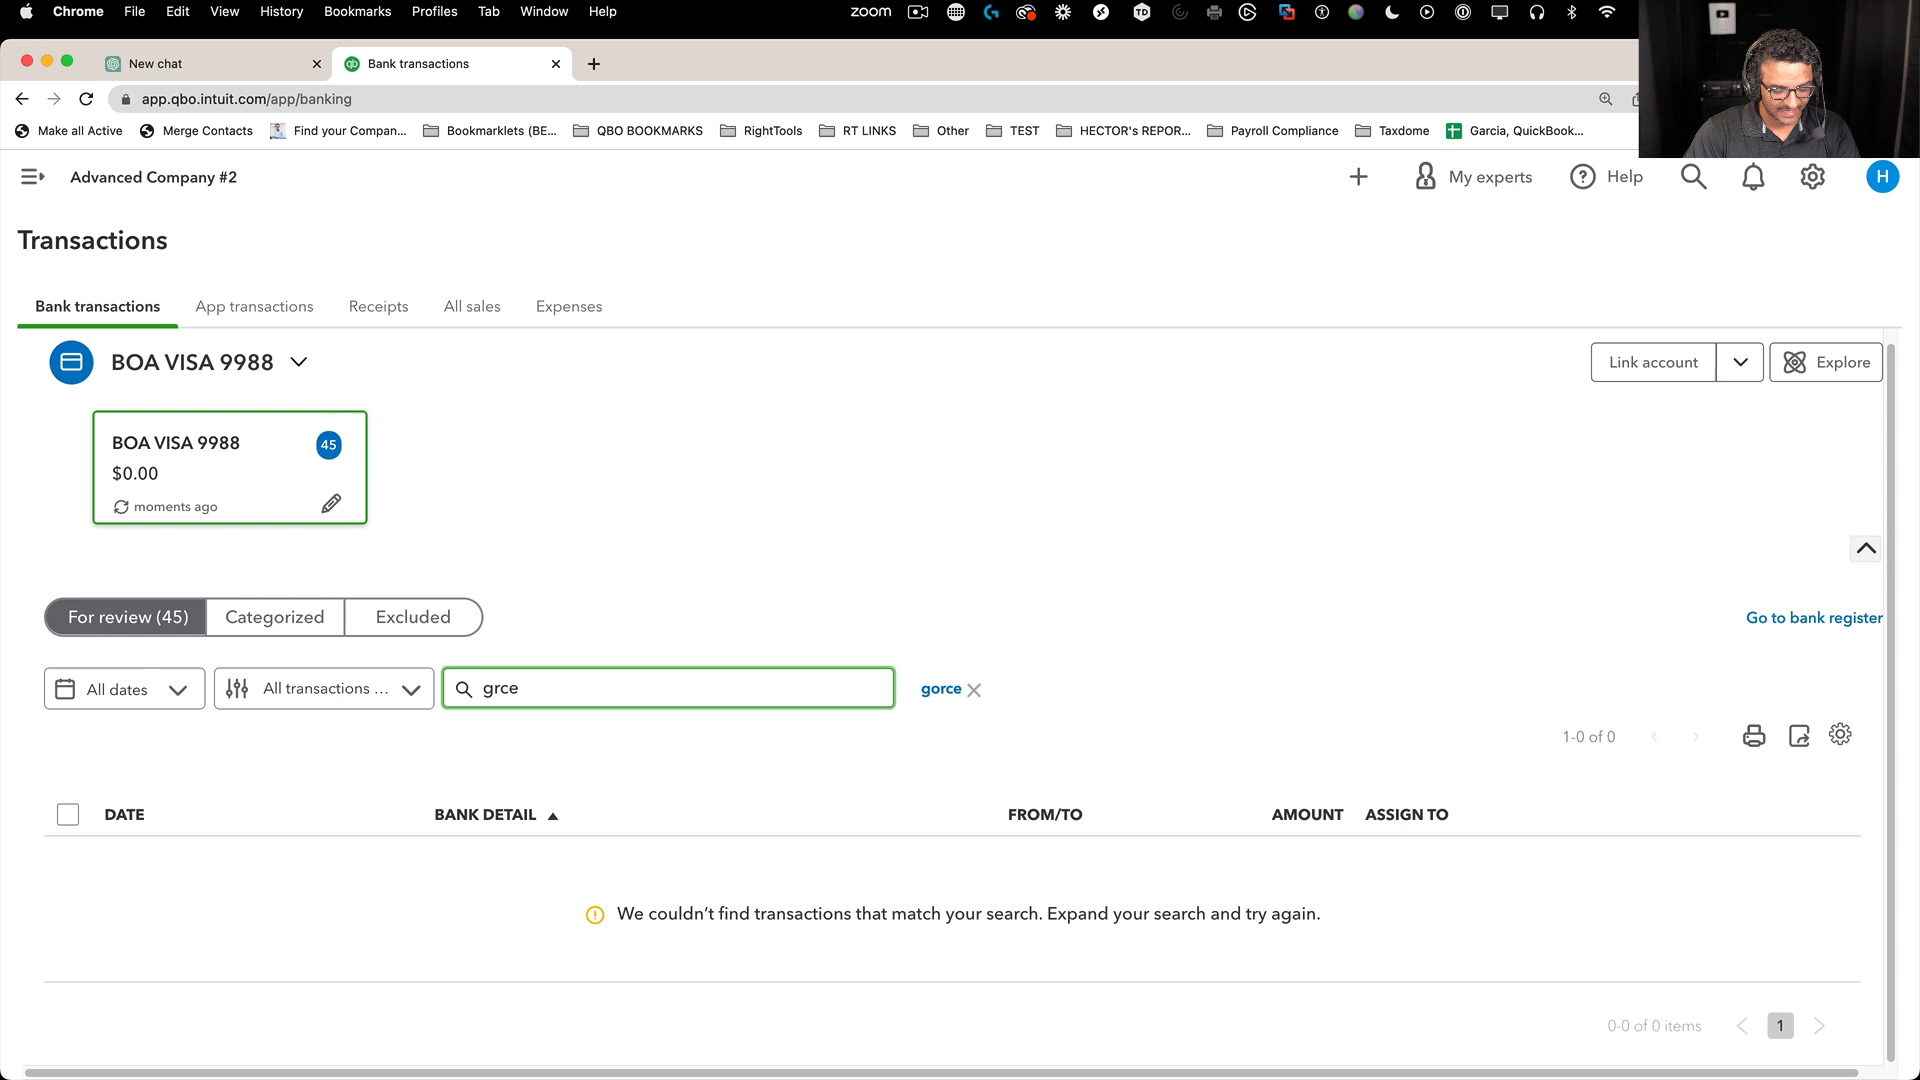 Chrome File Edit View History Bookmarks Profiles Tab Window Help zoom TD
New chat Bank transactions
app.qbo.intuit.com/app/banking
Make all Active Merge Contacts Find your Compan... Bookmarklets (BE... QBO BOOKMARKS RightTools RT LINKS Other TEST HECTOR's REPOR... Payroll Compliance Taxdome Garcia, QuickBook...
Advanced Company #2 My experts Help H
Transactions
Bank transactions App transactions Receipts All sales Expenses
BOA VISA 9988 Link account Explore
BOA VISA 9988 45
$0.00
moments ago
For review (45) Categorized Excluded Go to bank register
All dates All transactions ... grce gorce
1-0 of 0
DATE BANK DETAIL FROM/TO AMOUNT ASSIGN TO
We couldn't find transactions that match your search. Expand your search and try again.
0-0 of 0 items 1